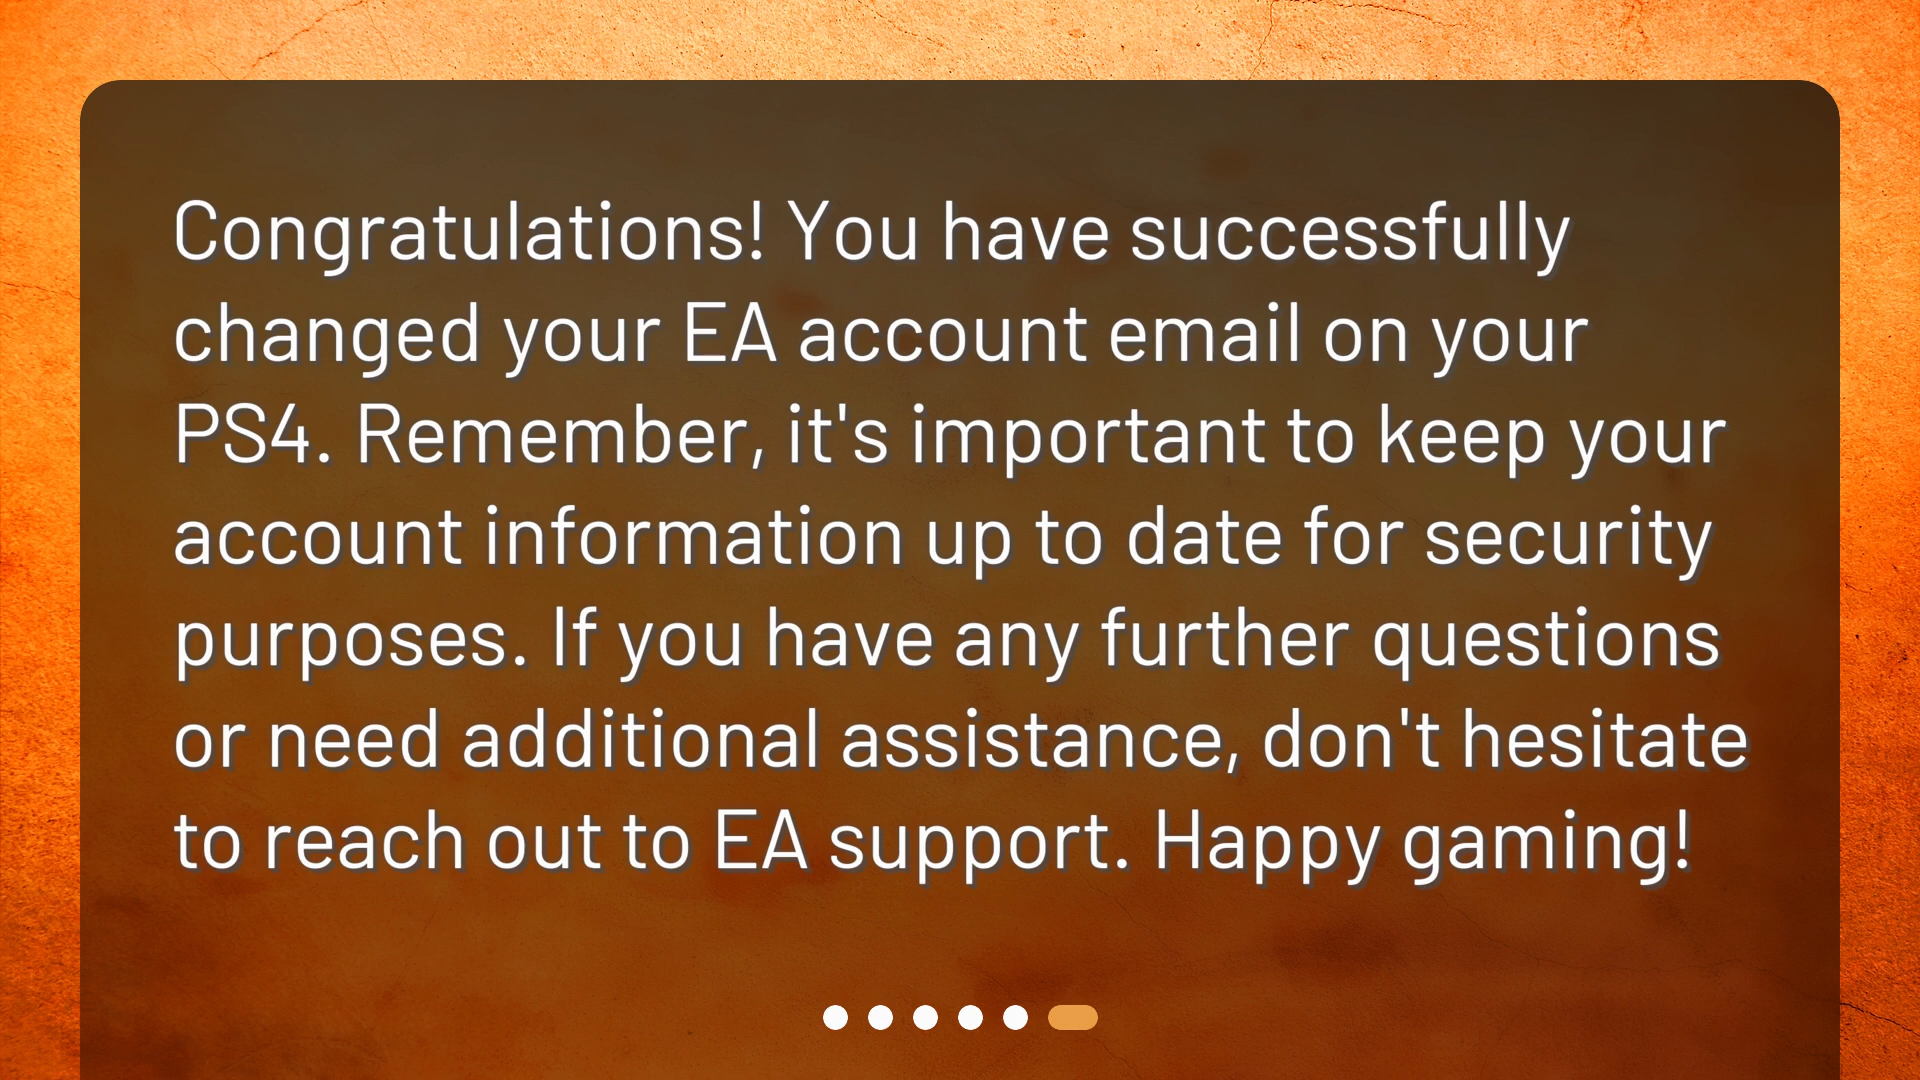 Congratulations! You have successfully
changed your EA account email on your
PS4. Remember, it's important to keep your
account information up to date for security
purposes. If you have any further questions
or need additional assistance, don't hesitate
to reach out to EA support. Happy gaming!